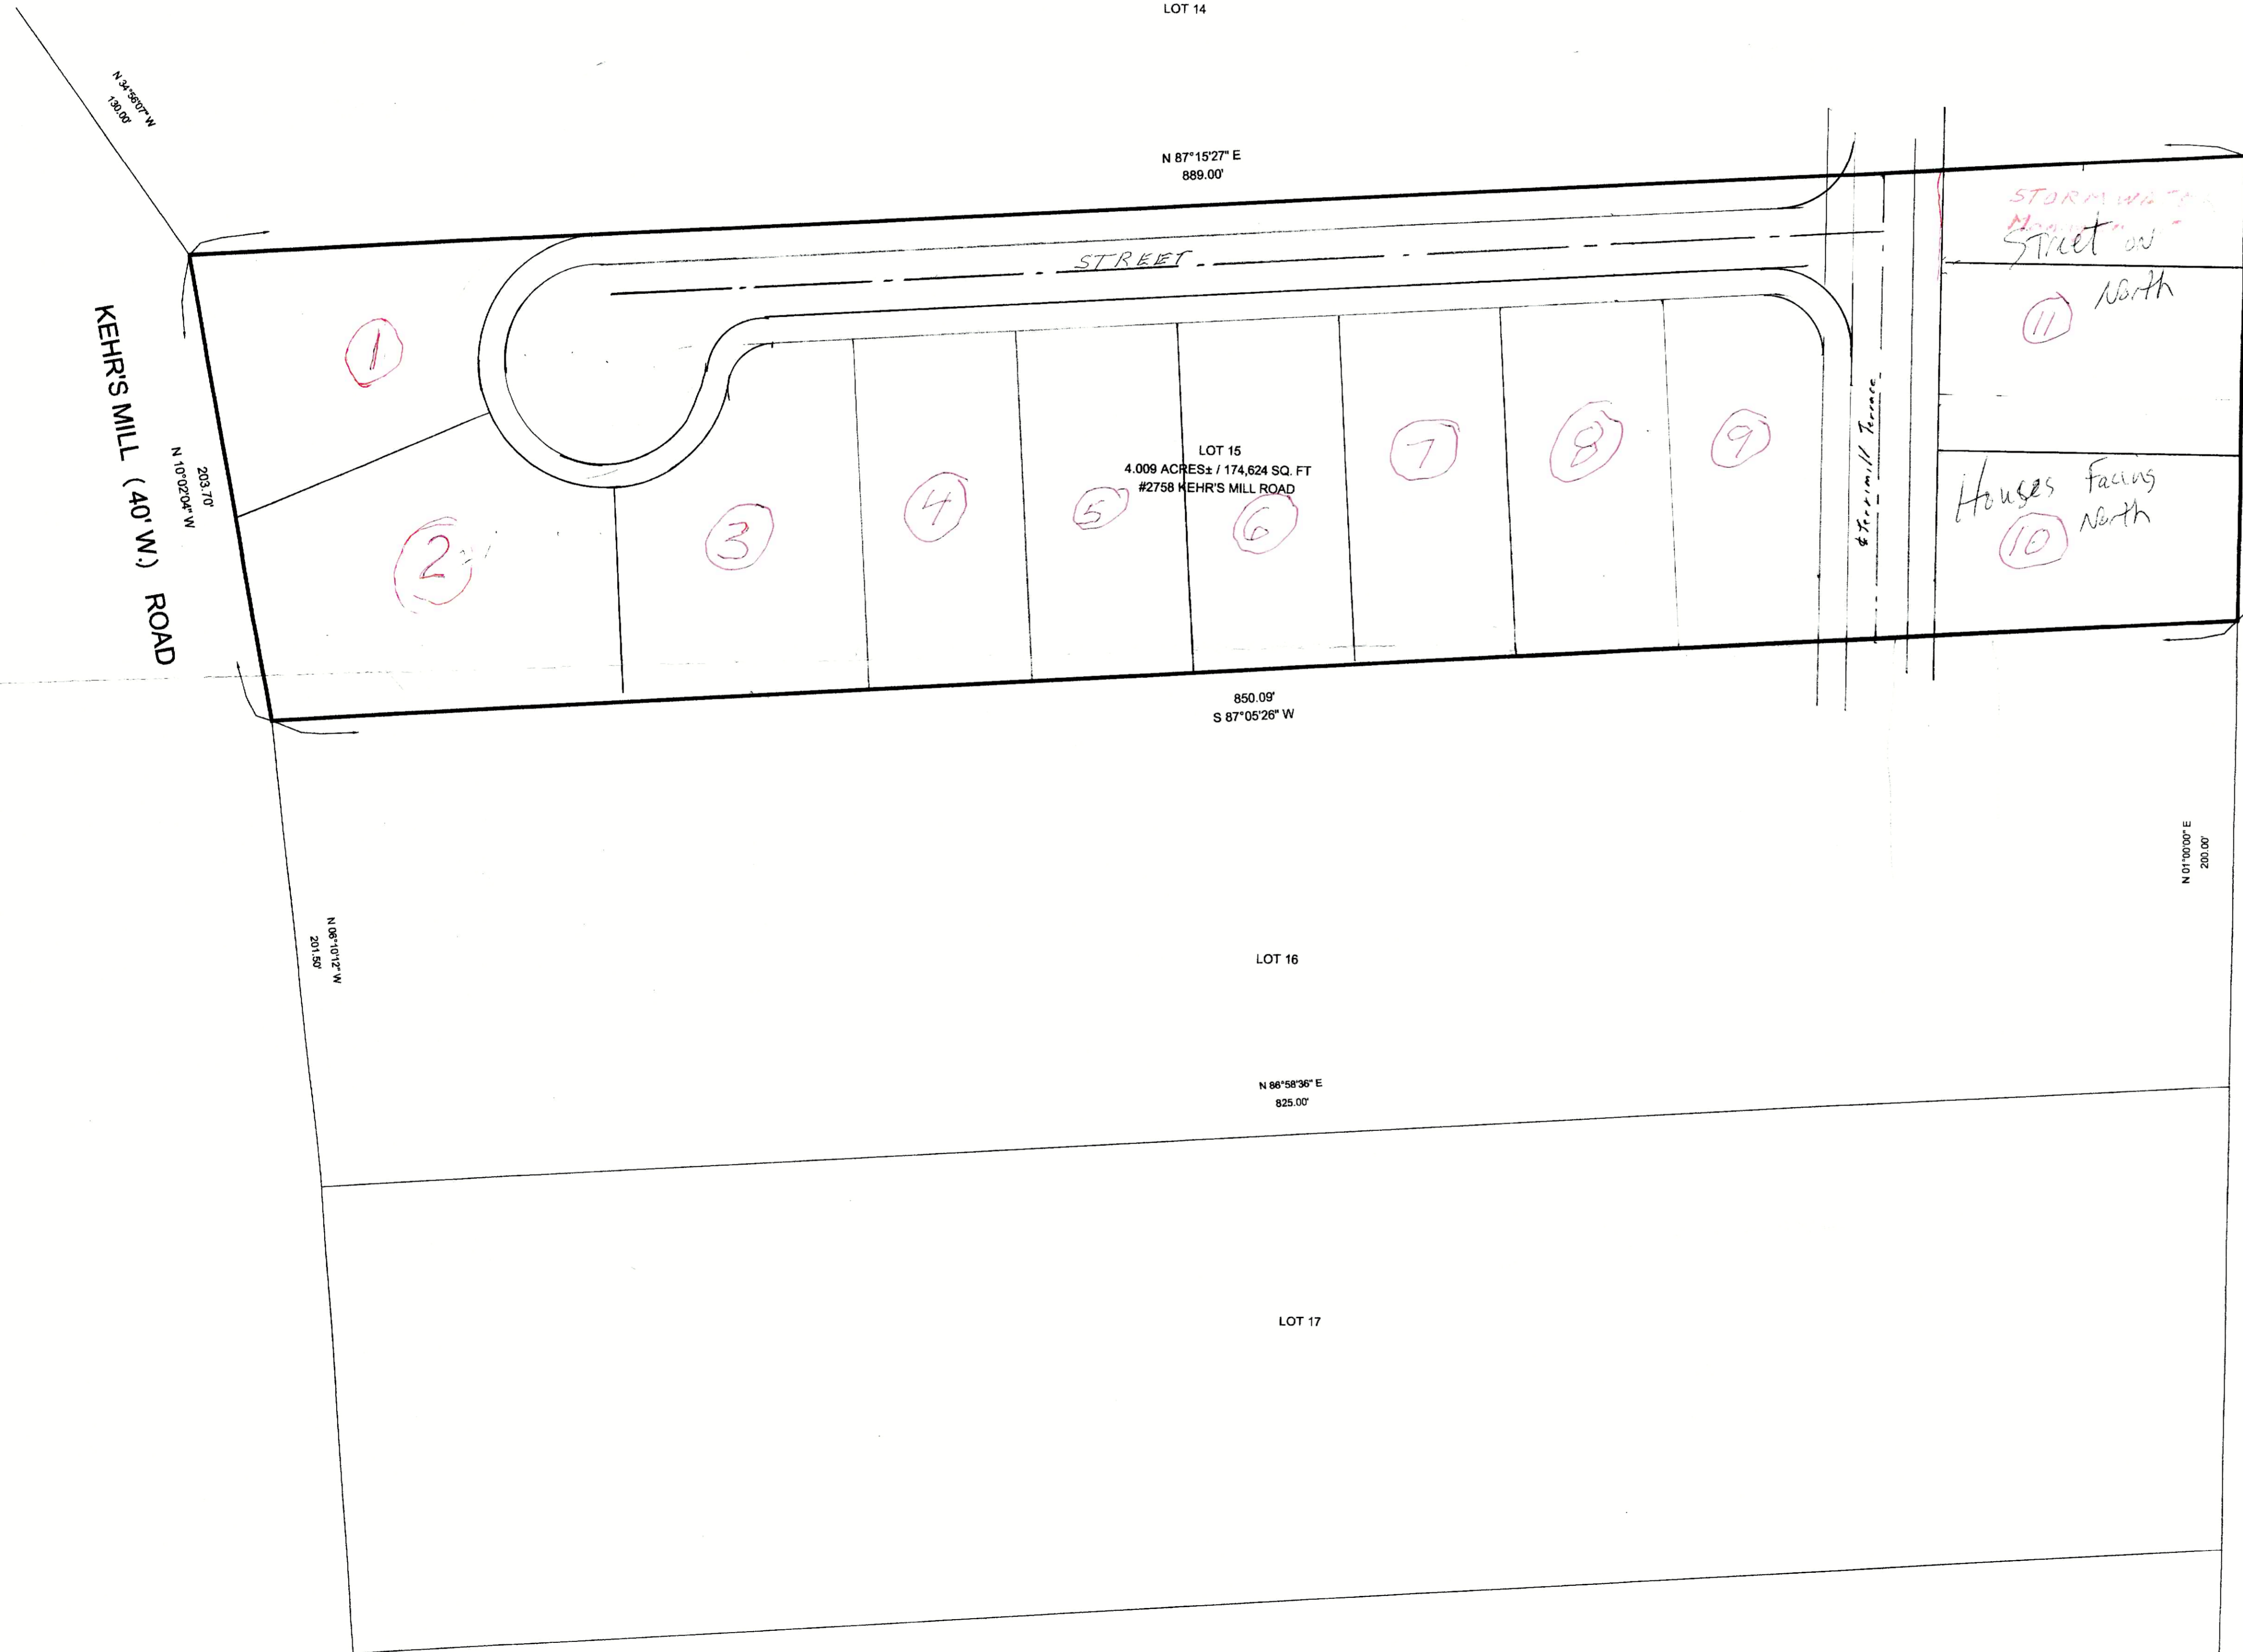 LOT 14
N 34°56'07" W
130.00'
N 87°15'27" E
889.00'
STORMWATER
Street on
North
STREET
1
11
KEHR'S MILL (40' W.) ROAD
203.70'
N 10°02'04" W
2
3
4
5
6
7
8
9
LOT 15
4.009 ACRES± / 174,624 SQ. FT
#2758 KEHR'S MILL ROAD
Houses Facing
North
10
850.09'
S 87°05'26" W
N 01°00'00" E
200.00'
N 06°10'12" W
201.50'
LOT 16
N 86°58'36" E
825.00'
LOT 17